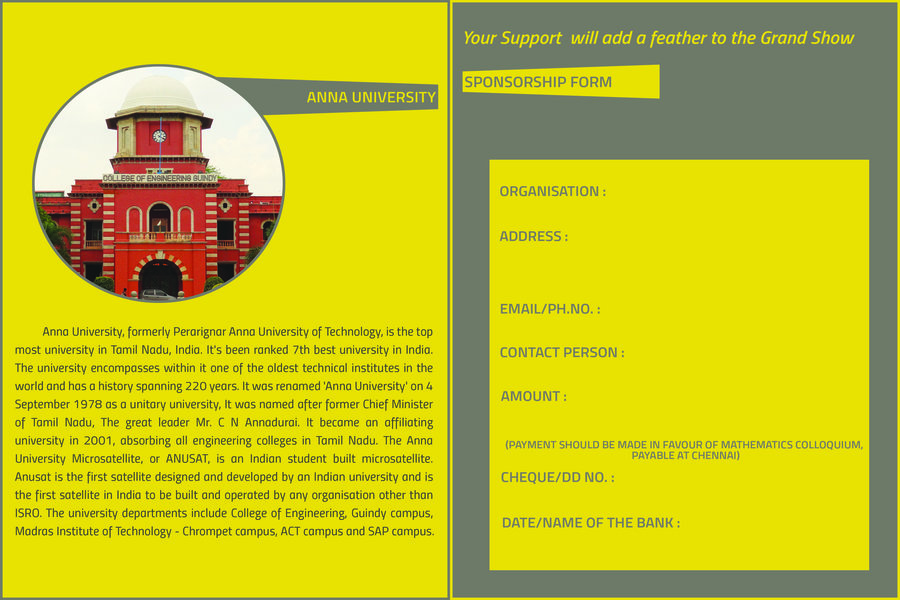 ANNA UNIVERSITY
COLLEGE OF ENGINEERING GUINDY
Anna University, formerly Perarignar Anna University of Technology, is the top
most university in Tamil Nadu, India. It's been ranked 7th best university in India.
The university encompasses within it one of the oldest technical institutes in the
world and has a history spanning 220 years. It was renamed 'Anna University' on 4
September 1978 as a unitary university, It was named after former Chief Minister
of Tamil Nadu, The great leader Mr. C N Annadurai. It became an affiliating
university in 2001, absorbing all engineering colleges in Tamil Nadu. The Anna
University Microsatellite, or ANUSAT, is an Indian student built microsatellite.
Anusat is the first satellite designed and developed by an Indian university and is
the first satellite in India to be built and operated by any organisation other than
ISRO. The university departments include College of Engineering, Guindy campus,
Madras Institute of Technology - Chrompet campus, ACT campus and SAP campus.
Your Support will add a feather to the Grand Show
SPONSORSHIP FORM
ORGANISATION :
ADDRESS :
EMAIL/PH.NO. :
CONTACT PERSON :
AMOUNT :
(PAYMENT SHOULD BE MADE IN FAVOUR OF MATHEMATICS COLLOQUIUM,
PAYABLE AT CHENNAI)
CHEQUE/DD NO. :
DATE/NAME OF THE BANK :